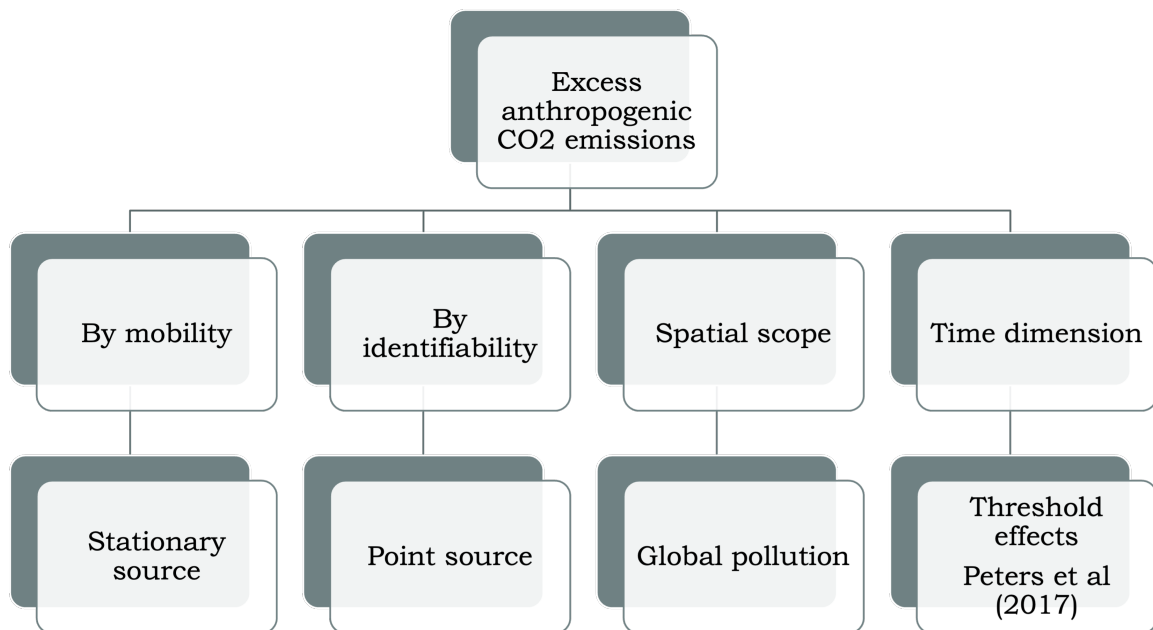 Excess
anthropogenic
CO2 emissions
By mobility
By
identifiability
Spatial scope
Time dimension
Stationary
source
Point source
Global pollution
Threshold
effects
Peters et al
(2017)